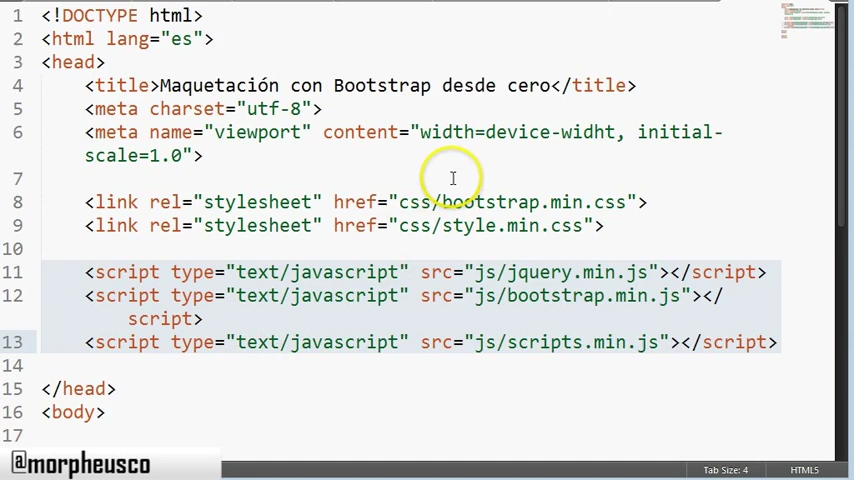 1 <!DOCTYPE html>
2 <html lang="es">
3 <head>
4 <title>Maquetación con Bootstrap desde cero</title>
5 <meta charset="utf-8">
6 <meta name="viewport" content="width=device-widht, initial-
scale=1.0">
7
8 <link rel="stylesheet" href="css/bootstrap.min.css">
9 <link rel="stylesheet" href="css/style.min.css">
10
11 <script type="text/javascript" src="js/jquery.min.js"></script>
12 <script type="text/javascript" src="js/bootstrap.min.js"></
script>
13 <script type="text/javascript" src="js/scripts.min.js"></script>
14
15 </head>
16 <body>
17
@morpheusco
Tab Size: 4 HTML5